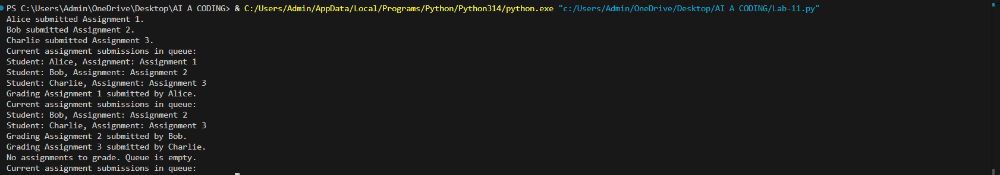 PS C:\Users\Admin\OneDrive\Desktop\AI A CODING> & C:/Users/Admin/AppData/Local/Programs/Python/Python314/python.exe "c:/Users/Admin/OneDrive/Desktop/AI A CODING/Lab-11.py"
Alice submitted Assignment 1.
Bob submitted Assignment 2.
Charlie submitted Assignment 3.
Current assignment submissions in queue:
Student: Alice, Assignment: Assignment 1
Student: Bob, Assignment: Assignment 2
Student: Charlie, Assignment: Assignment 3
Grading Assignment 1 submitted by Alice.
Current assignment submissions in queue:
Student: Bob, Assignment: Assignment 2
Student: Charlie, Assignment: Assignment 3
Grading Assignment 2 submitted by Bob.
Grading Assignment 3 submitted by Charlie.
No assignments to grade. Queue is empty.
Current assignment submissions in queue: